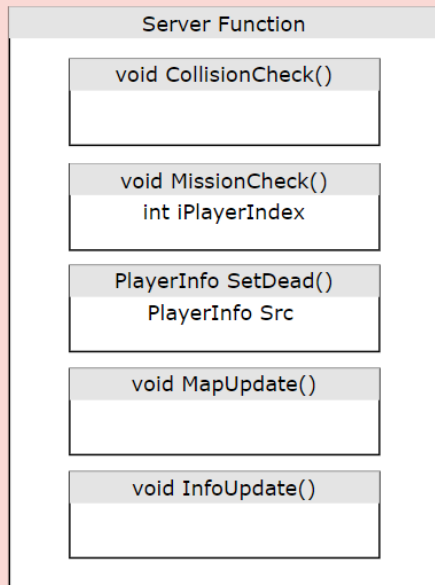 Server Function
void CollisionCheck()
void MissionCheck()
int iPlayerIndex
PlayerInfo SetDead()
PlayerInfo Src
void MapUpdate()
void InfoUpdate()